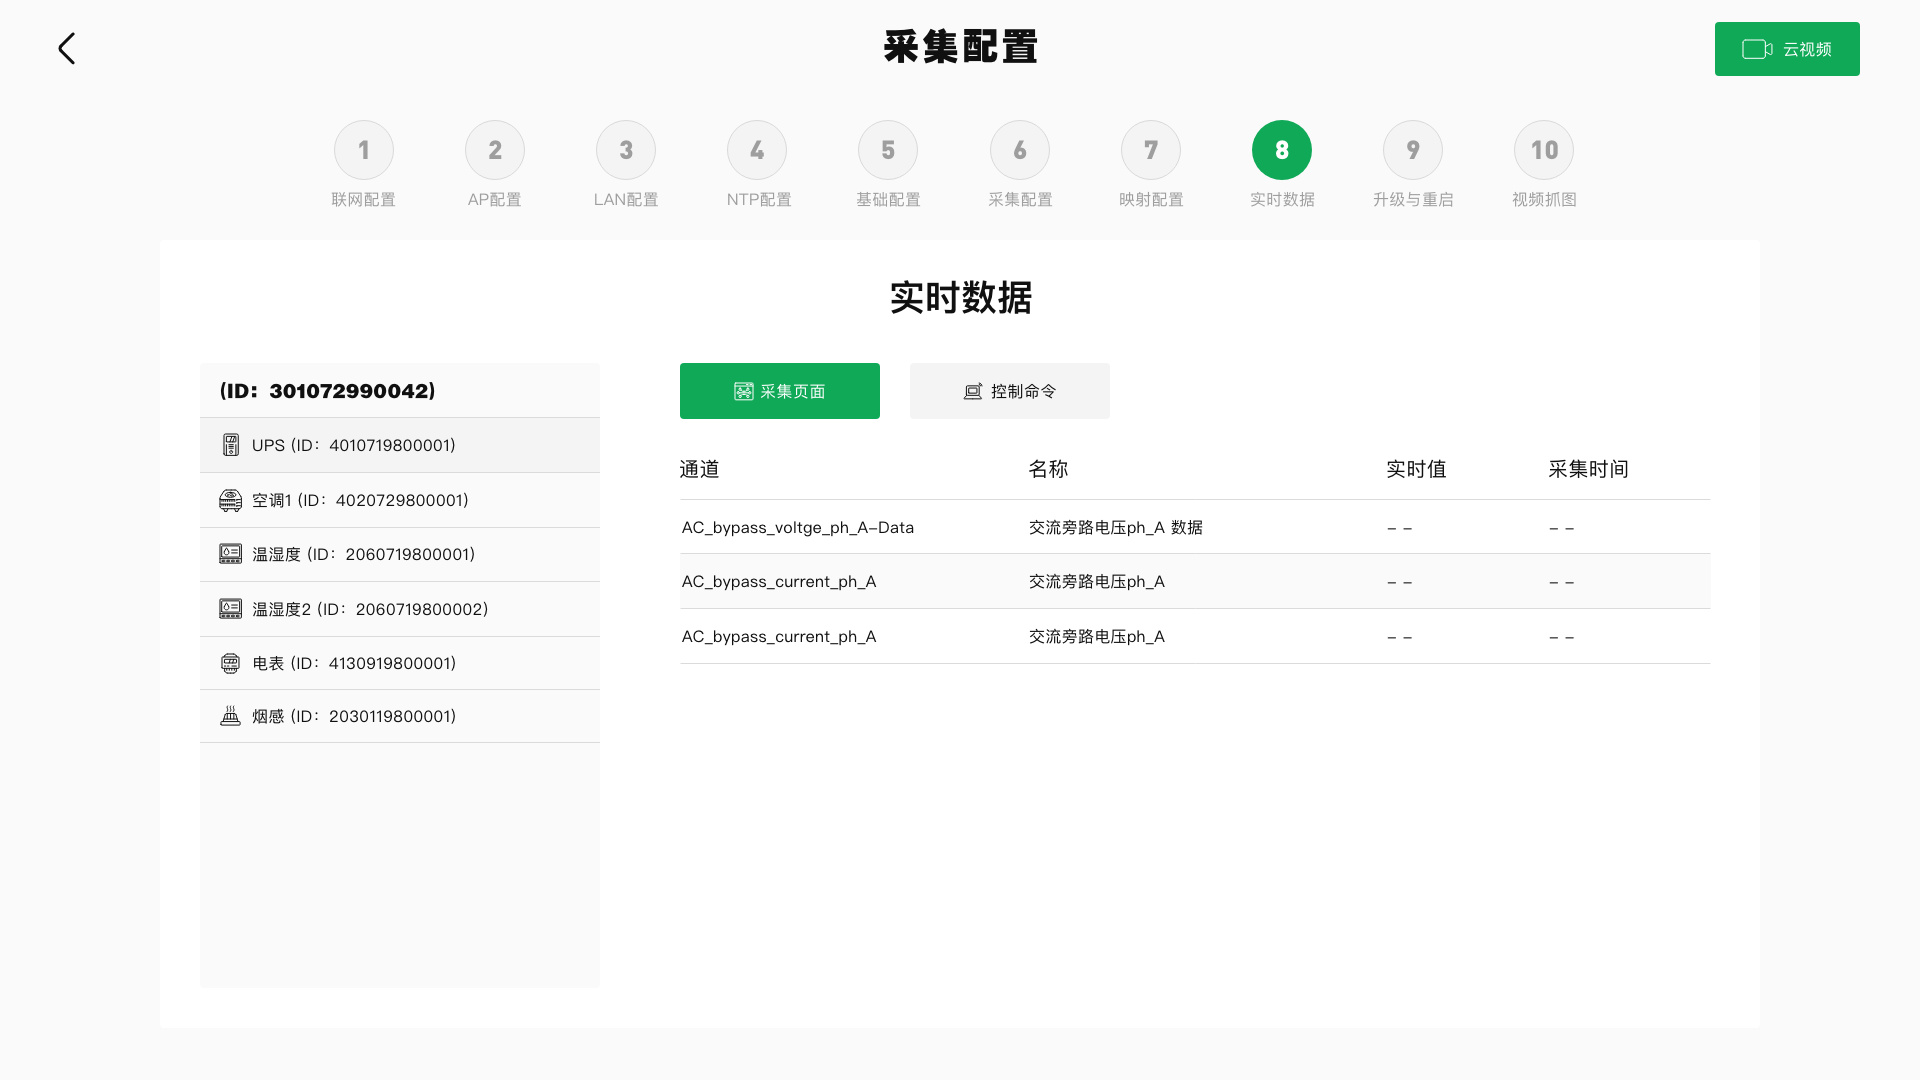 采集配置
云视频
1
2
3
4
5
6
7
8
9
10
联网配置
AP配置
LAN配置
NTP配置
基础配置
采集配置
映射配置
实时数据
升级与重启
视频抓图
实时数据
(ID：301072990042)
UPS (ID：4010719800001)
空调1 (ID：4020729800001)
温湿度 (ID：2060719800001)
温湿度2 (ID：2060719800002)
电表 (ID：4130919800001)
烟感 (ID：2030119800001)
采集页面
控制命令
通道 名称 实时值 采集时间
AC_bypass_voltge_ph_A-Data 交流旁路电压ph_A 数据 – – – –
AC_bypass_current_ph_A 交流旁路电压ph_A – – – –
AC_bypass_current_ph_A 交流旁路电压ph_A – – – –